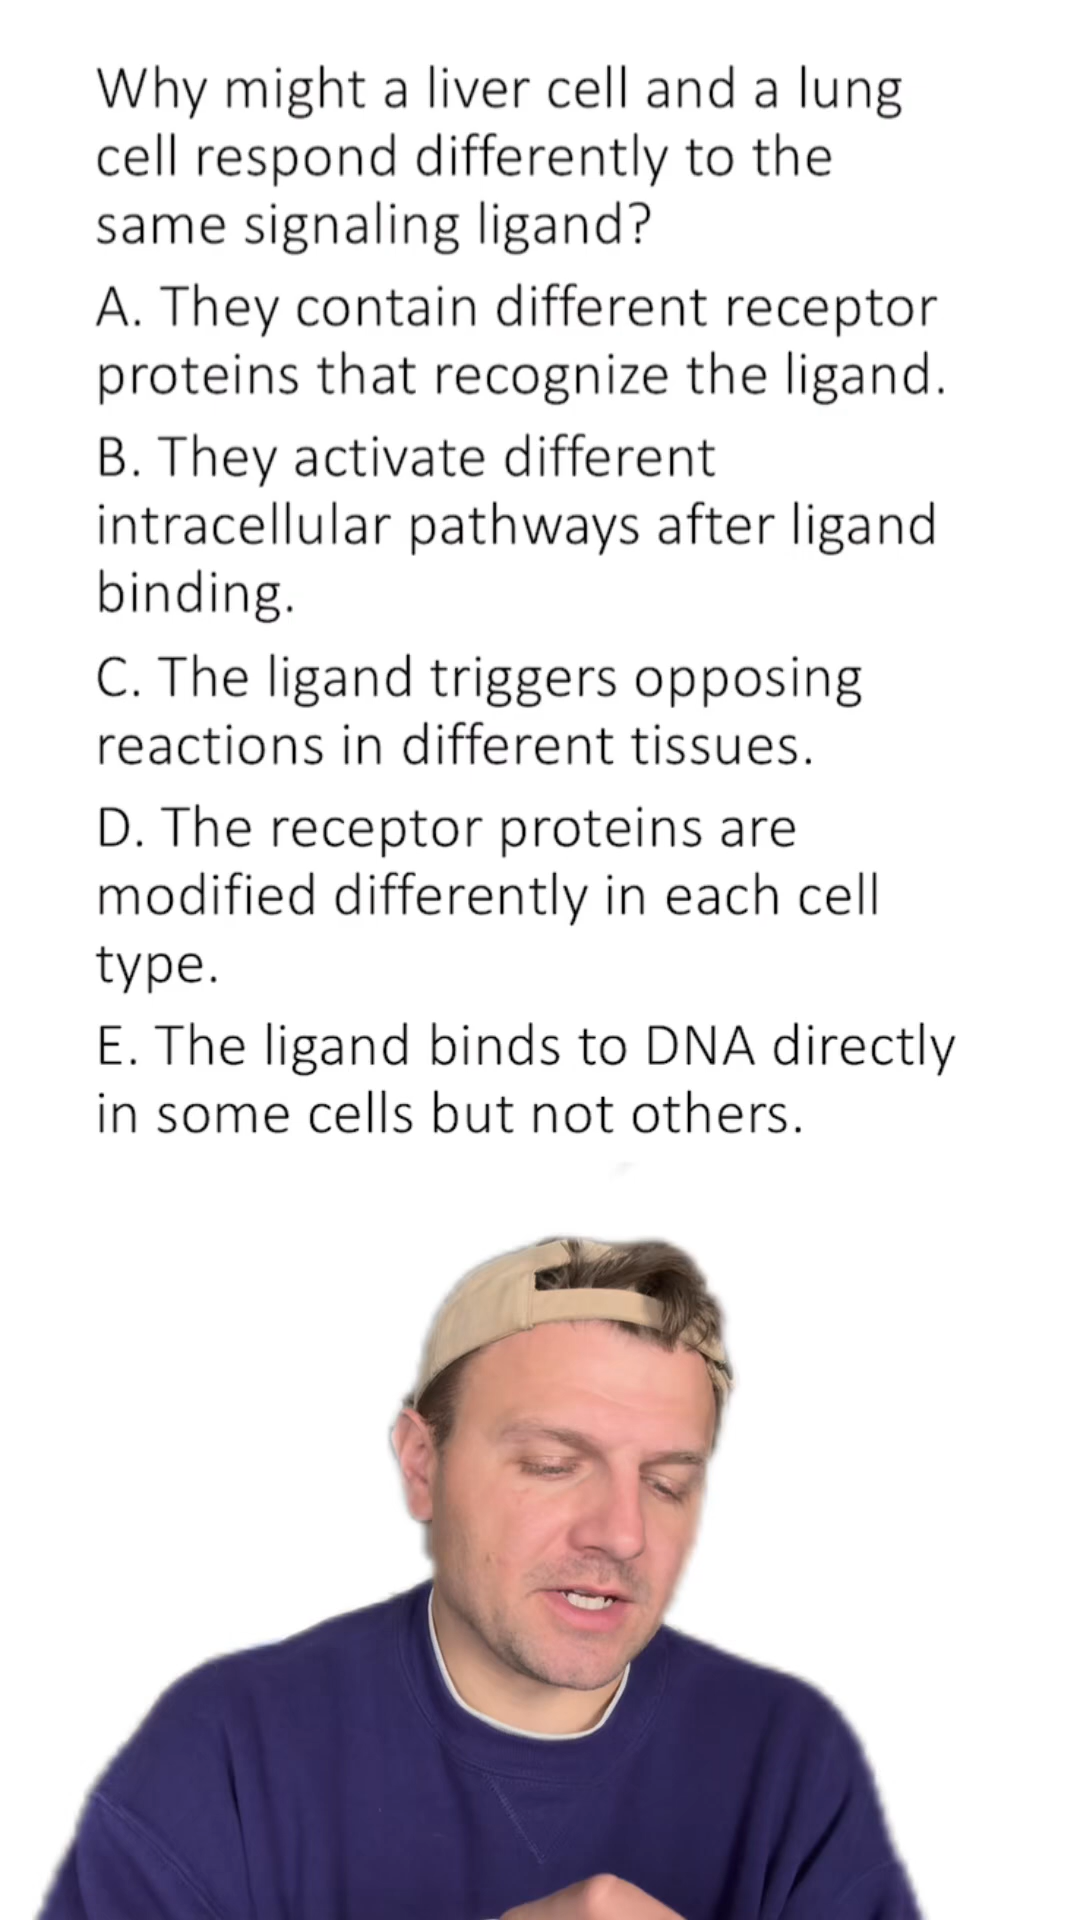 Why might a liver cell and a lung
cell respond differently to the
same signaling ligand?
A. They contain different receptor
proteins that recognize the ligand.
B. They activate different
intracellular pathways after ligand
binding.
C. The ligand triggers opposing
reactions in different tissues.
D. The receptor proteins are
modified differently in each cell
type.
E. The ligand binds to DNA directly
in some cells but not others.